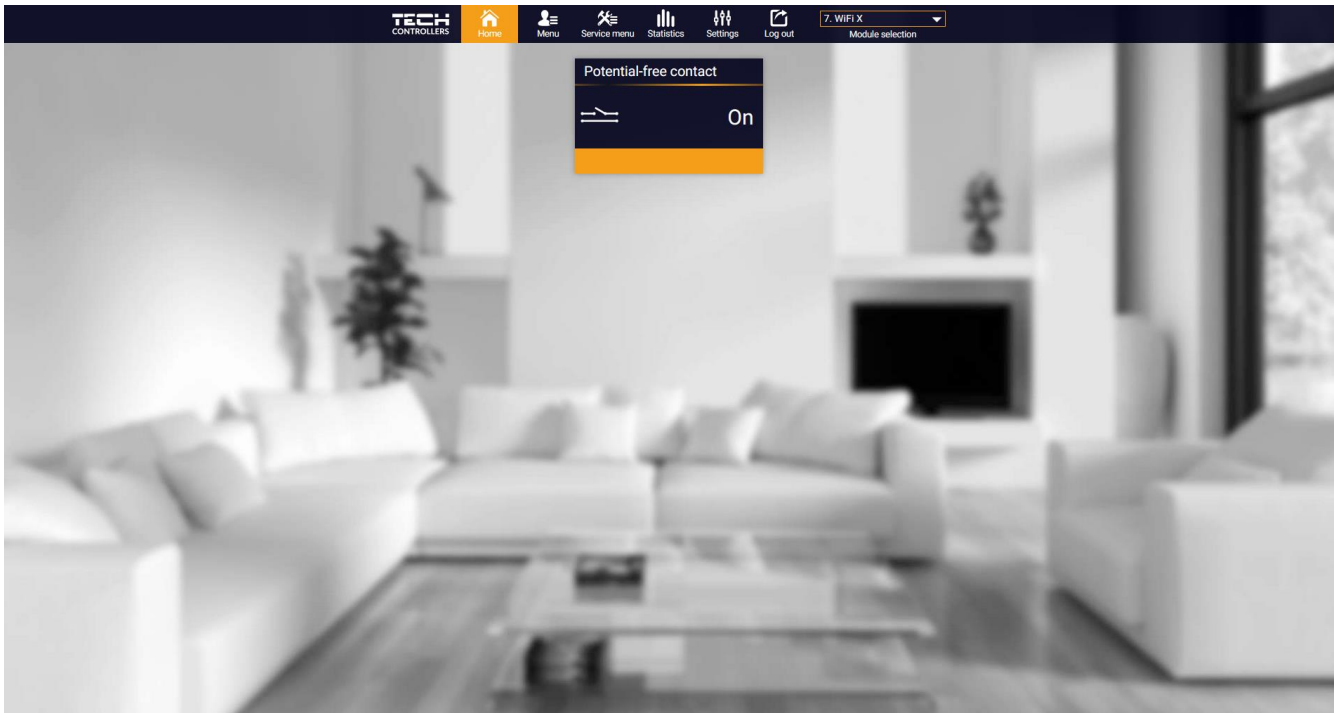 TECH
CONTROLLERS
Home
Menu
Service menu
Statistics
Settings
Log out
7. WiFi X
Module selection
Potential-free contact
On